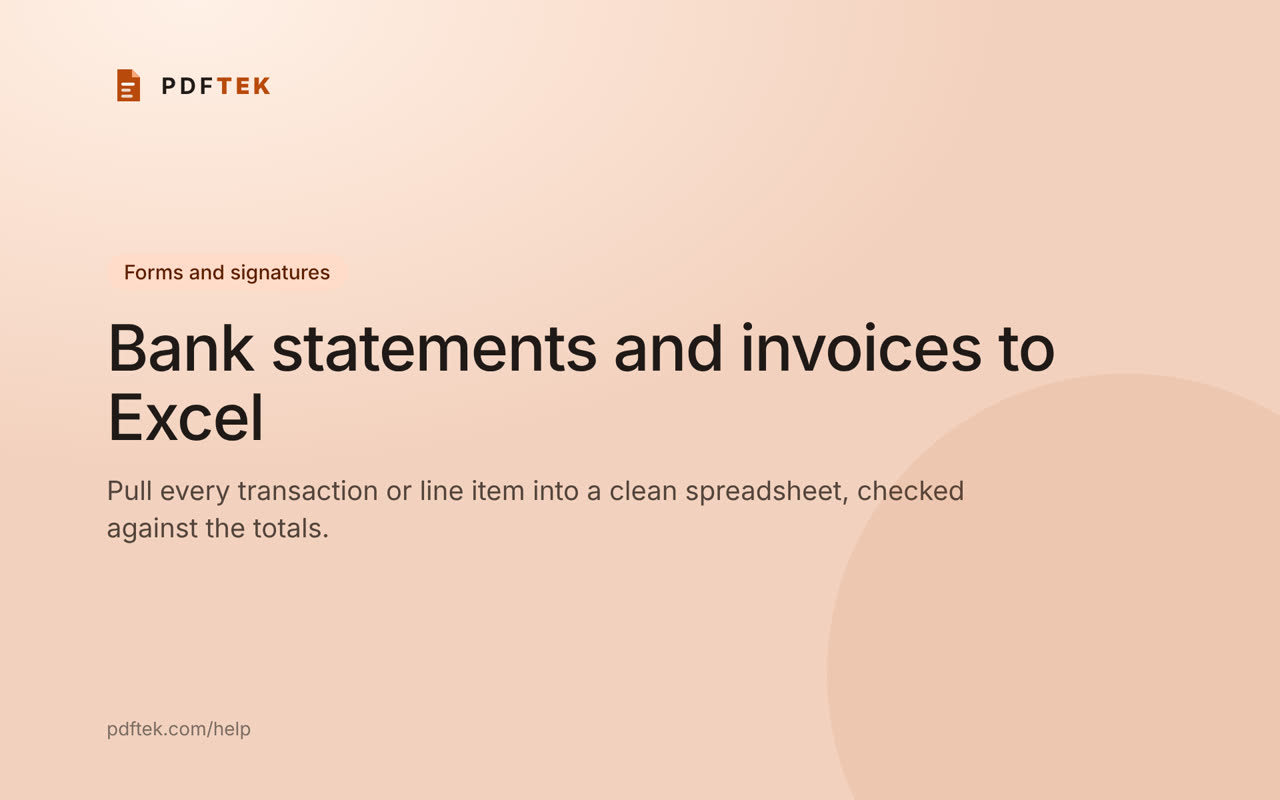 PDFTEK
Forms and signatures
Bank statements and invoices to
Excel
Pull every transaction or line item into a clean spreadsheet, checked
against the totals.
pdftek.com/help